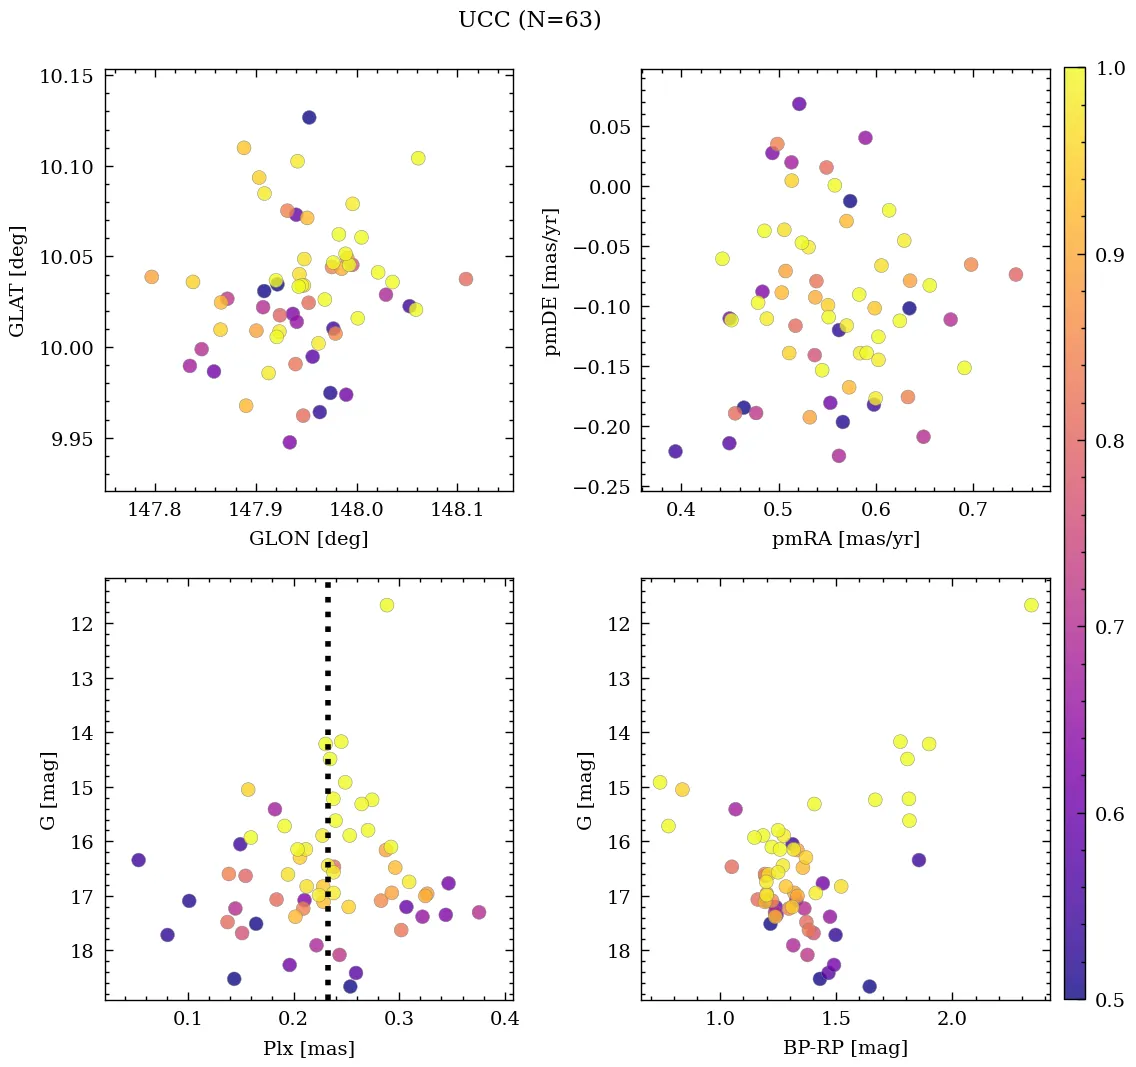 UCC (N=63)
10.15
10.10
10.05
10.00
9.95
GLAT [deg]
147.8 147.9 148.0 148.1
GLON [deg]
0.05
0.00
−0.05
−0.10
−0.15
−0.20
−0.25
pmDE [mas/yr]
0.4 0.5 0.6 0.7
pmRA [mas/yr]
1.0
0.9
0.8
0.7
0.6
0.5
12
13
14
15
16
17
18
G [mag]
0.1 0.2 0.3 0.4
Plx [mas]
12
13
14
15
16
17
18
G [mag]
1.0 1.5 2.0
BP-RP [mag]